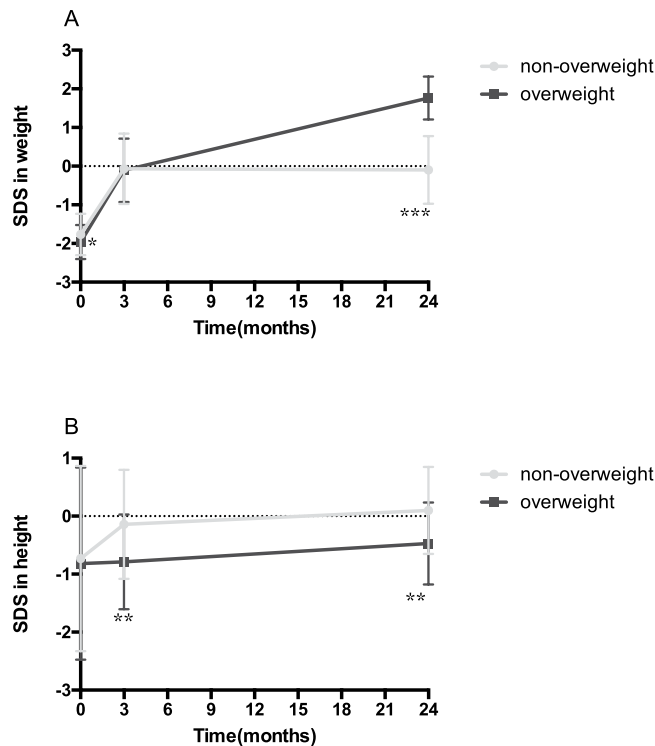 A
3
2
1
0
-1
-2
-3
SDS in weight
*
***
0 3 6 9 12 15 18 21 24
Time(months)
non-overweight
overweight
B
1
0
-1
-2
-3
SDS in height
**
**
0 3 6 9 12 15 18 21 24
Time(months)
non-overweight
overweight